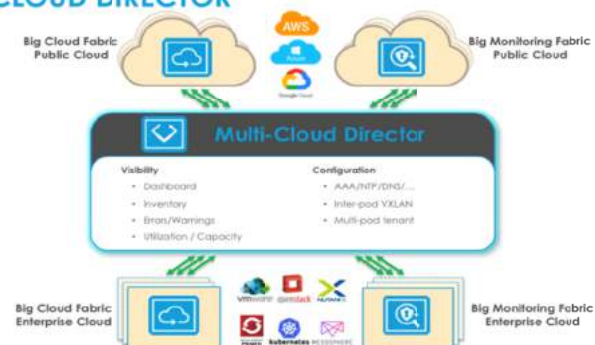 CLOUD DIRECTOR
Big Cloud Fabric
Public Cloud
AWS
Azure
Google Cloud
Big Monitoring Fabric
Public Cloud
Multi-Cloud Director
Visibility
• Dashboard
• Inventory
• Errors/Warnings
• Utilization / Capacity
Configuration
• AAA/NTP/DNS/...
• Inter-pod VXLAN
• Multi-pod tenant
Big Cloud Fabric
Enterprise Cloud
vmware
openstack
NUTANIX
kubernetes
MESOSPHERE
Big Monitoring Fabric
Enterprise Cloud